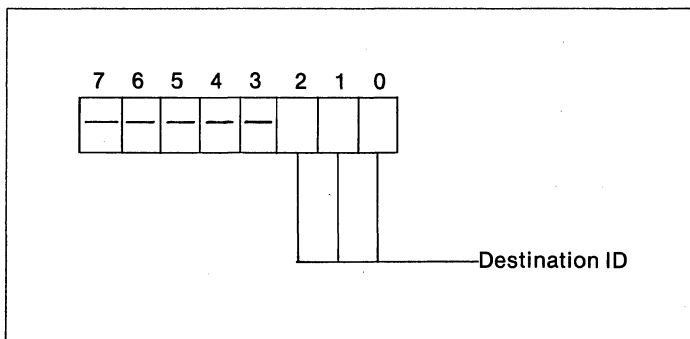 7 6 5 4 3 2 1 0
— — — — —
Destination ID